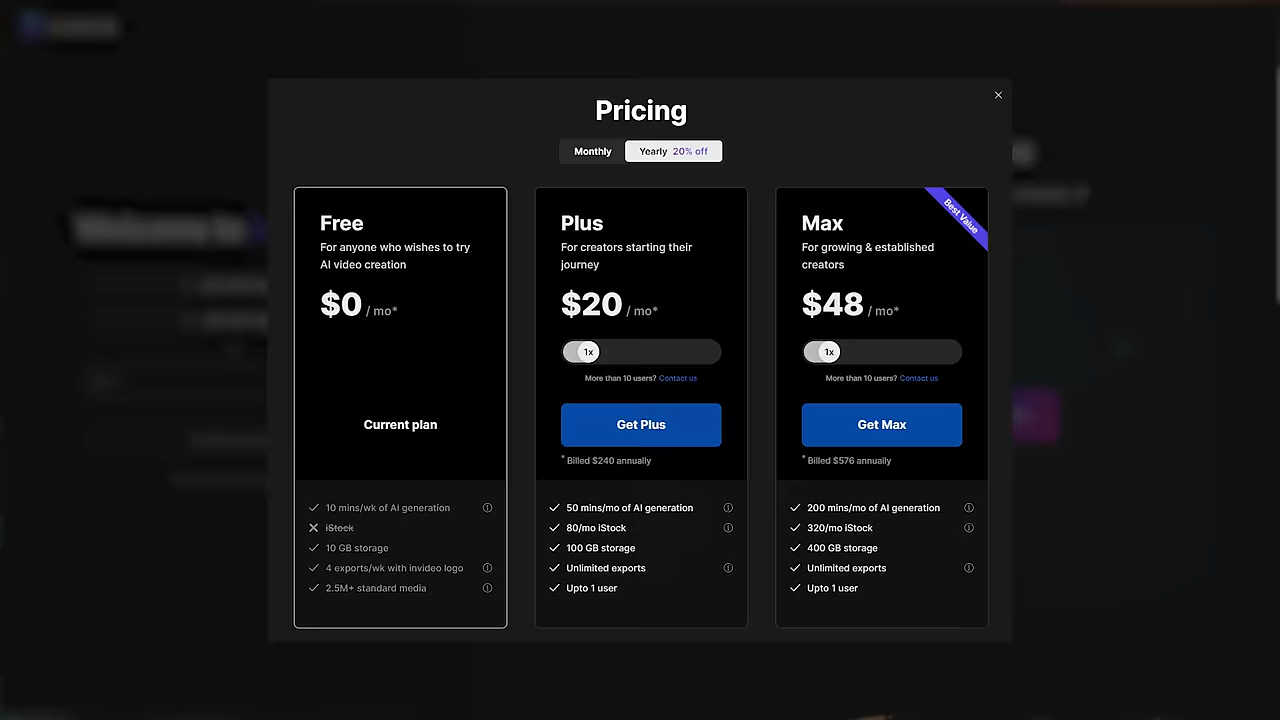 Pricing
Monthly
Yearly 20% off
Free
For anyone who wishes to try
AI video creation
$0 / mo*
Current plan
10 mins/wk of AI generation
iStock
10 GB storage
4 exports/wk with invideo logo
2.5M+ standard media
Plus
For creators starting their
journey
$20 / mo*
1x
More than 10 users? Contact us
Get Plus
* Billed $240 annually
50 mins/mo of AI generation
80/mo iStock
100 GB storage
Unlimited exports
Upto 1 user
Best Value
Max
For growing & established
creators
$48 / mo*
1x
More than 10 users? Contact us
Get Max
* Billed $576 annually
200 mins/mo of AI generation
320/mo iStock
400 GB storage
Unlimited exports
Upto 1 user